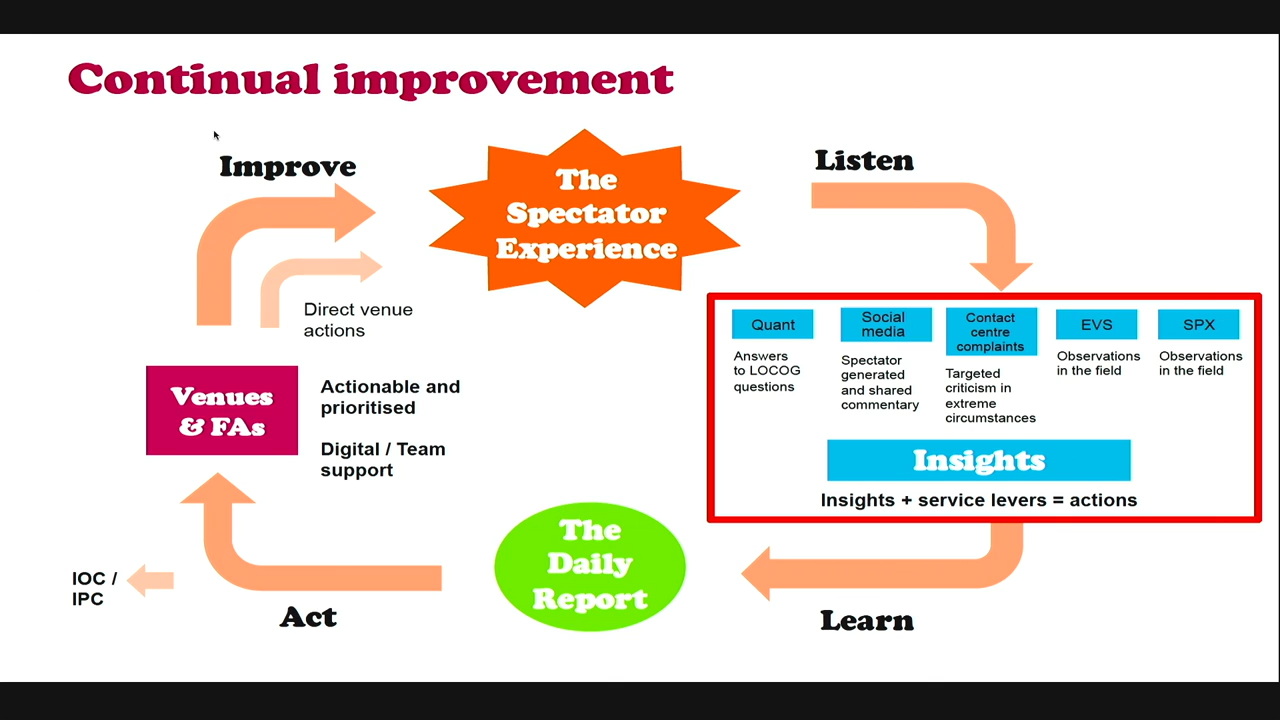 Continual improvement
Improve
The
Spectator
Experience
Listen
Direct venue
actions
Quant
Answers
to LOCOG
questions
Social
media
Spectator
generated
and shared
commentary
Contact
centre
complaints
Targeted
criticism in
extreme
circumstances
EVS
Observations
in the field
SPX
Observations
in the field
Insights
Insights + service levers = actions
Venues
& FAs
Actionable and
prioritised
Digital / Team
support
The
Daily
Report
IOC /
IPC
Act
Learn